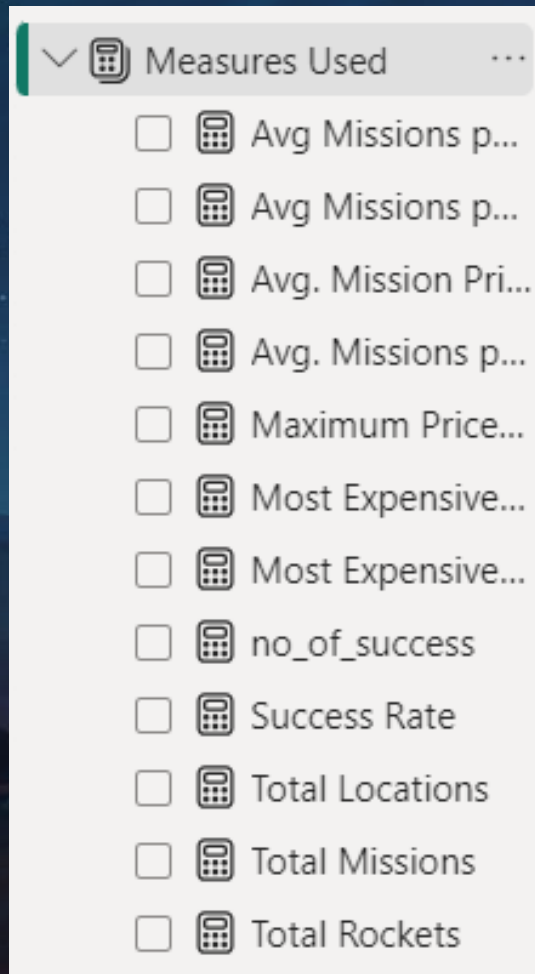 Measures Used ...
Avg Missions p...
Avg Missions p...
Avg. Mission Pri...
Avg. Missions p...
Maximum Price...
Most Expensive...
Most Expensive...
no_of_success
Success Rate
Total Locations
Total Missions
Total Rockets